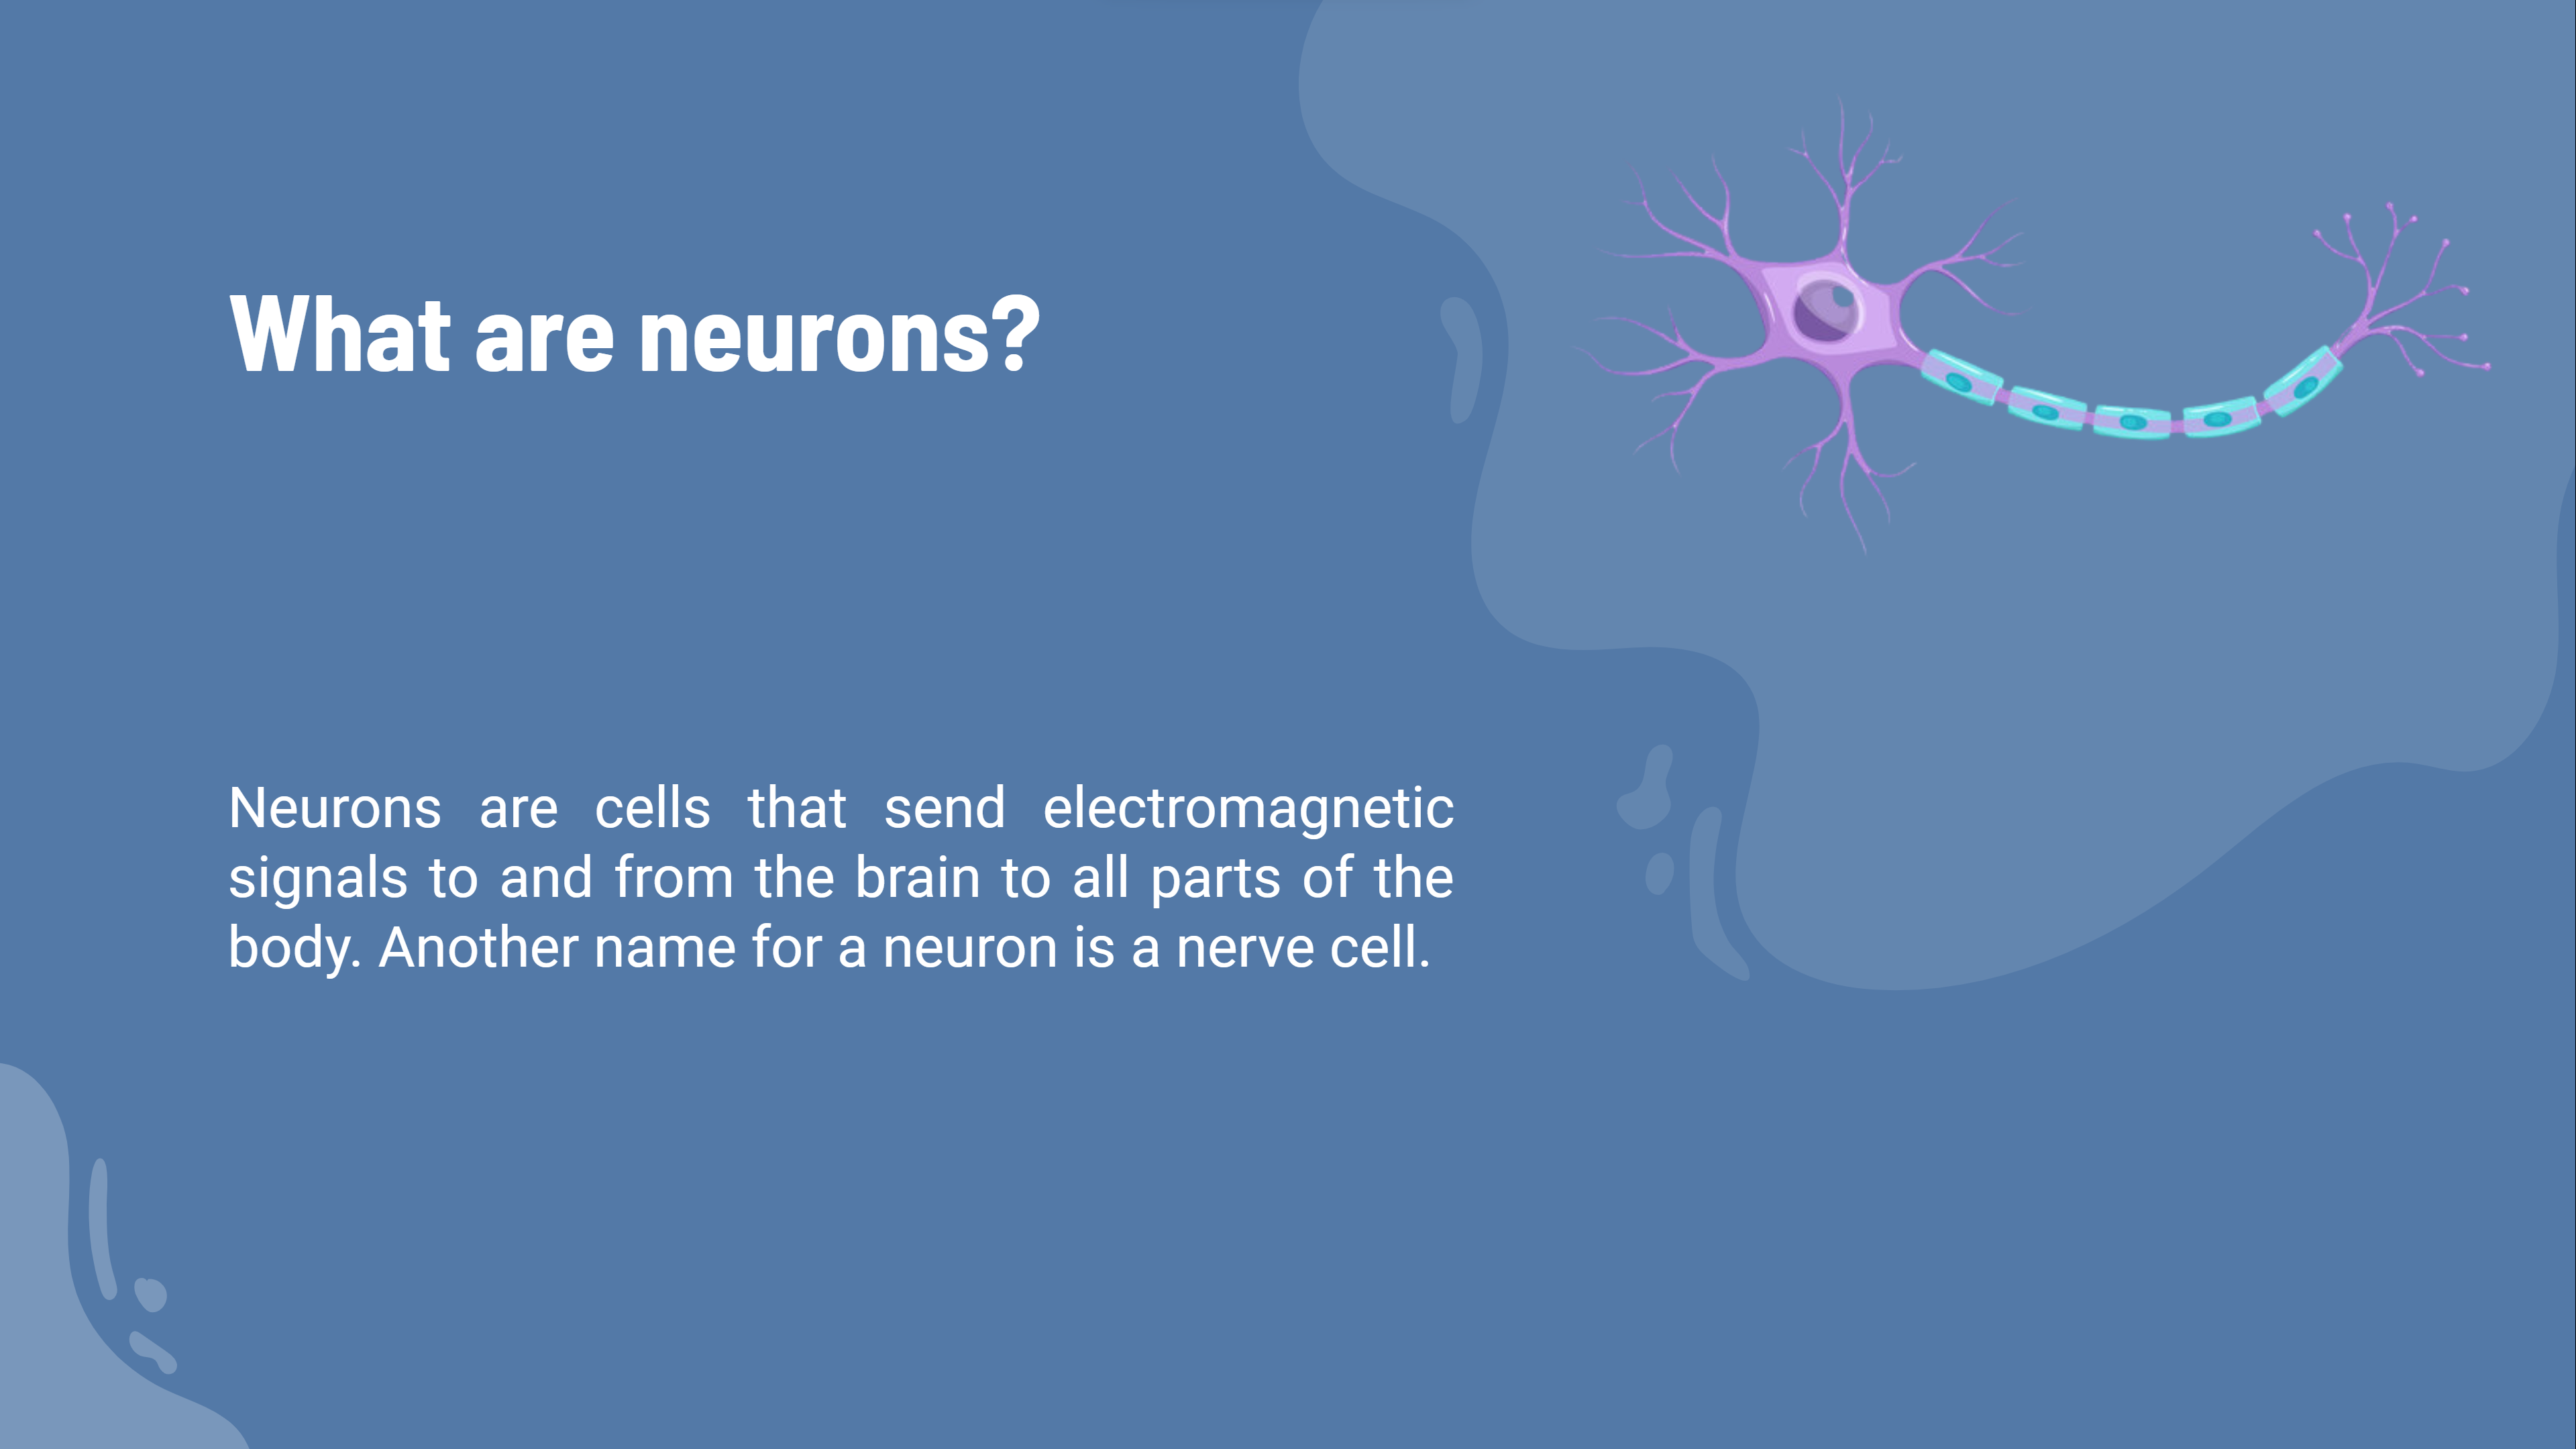 What are neurons?
Neurons are cells that send electromagnetic
signals to and from the brain to all parts of the
body. Another name for a neuron is a nerve cell.